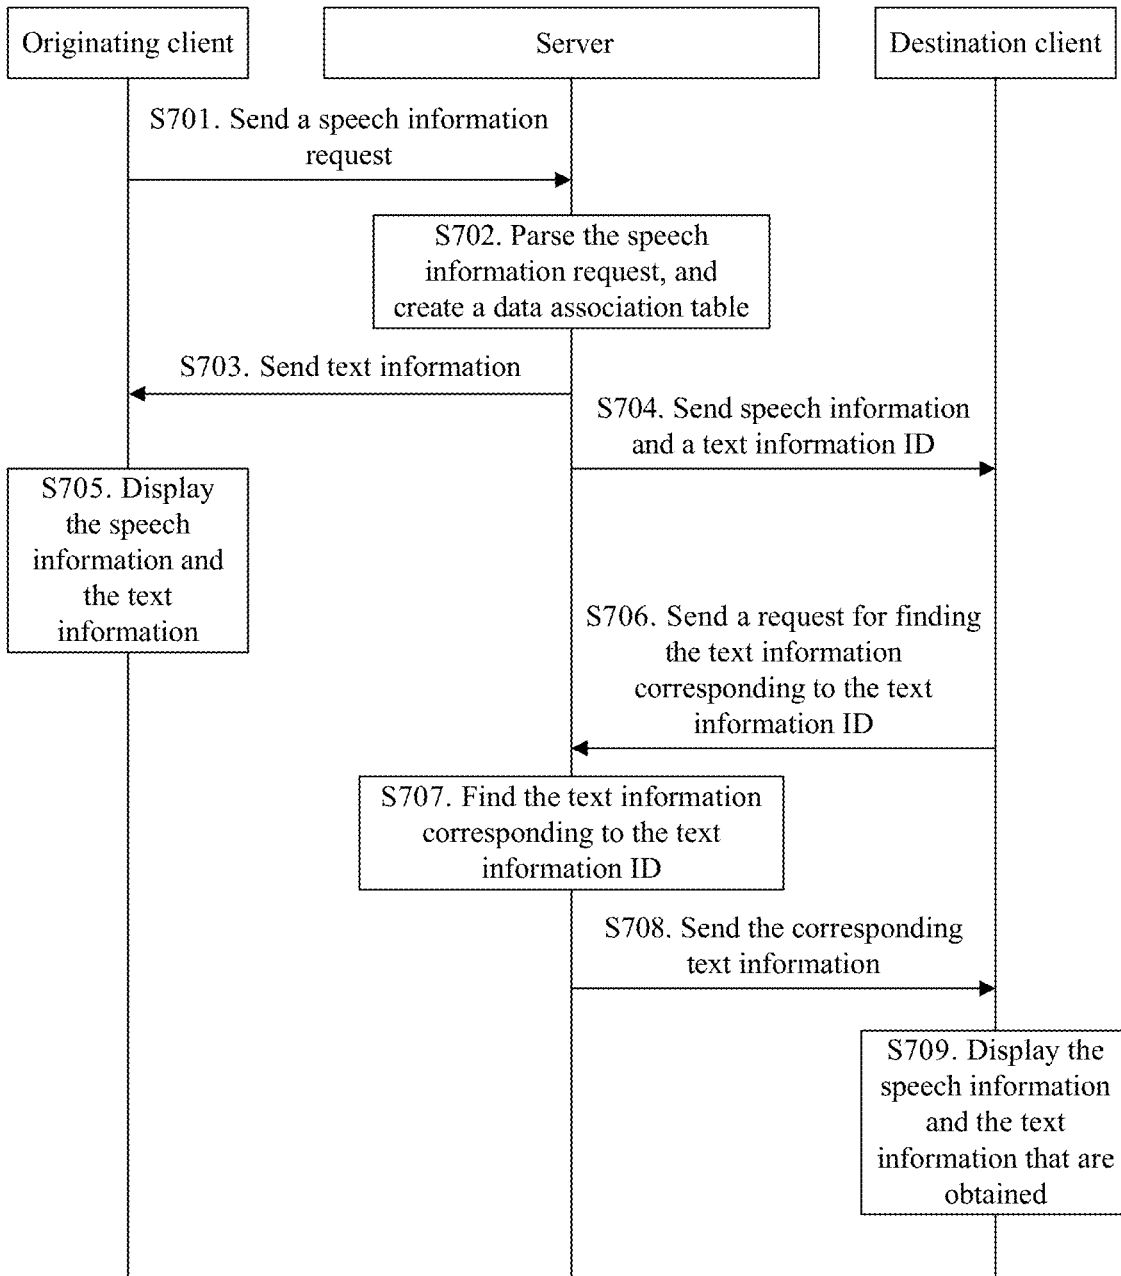 Originating client
Server
Destination client
S701. Send a speech information
request
S702. Parse the speech
information request, and
create a data association table
S703. Send text information
S704. Send speech information
and a text information ID
S705. Display
the speech
information and
the text
information
S706. Send a request for finding
the text information
corresponding to the text
information ID
S707. Find the text information
corresponding to the text
information ID
S708. Send the corresponding
text information
S709. Display the
speech information
and the text
information that are
obtained